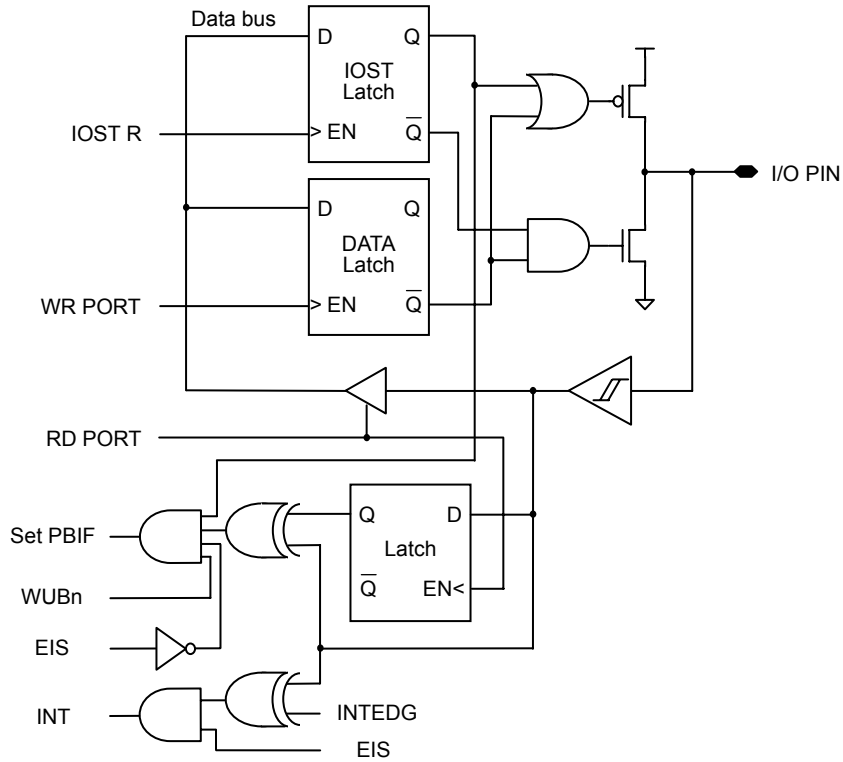 Data bus
D
Q
IOST
Latch
IOST R
> EN
Q̅
I/O PIN
D
Q
DATA
Latch
WR PORT
> EN
Q̅
RD PORT
Q
D
Set PBIF
Latch
Q̅
EN<
WUBn
EIS
INT
INTEDG
EIS